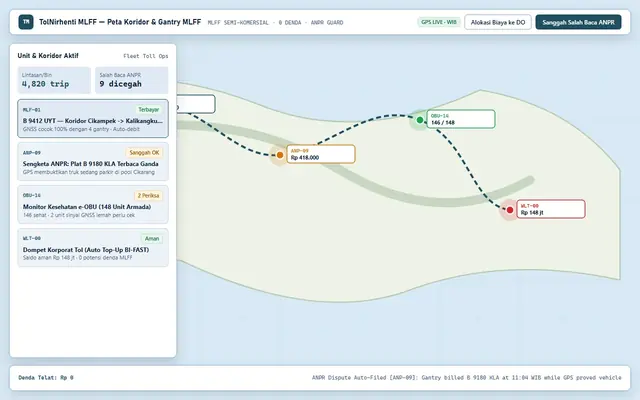 TM
TolNirhenti MLFF — Peta Koridor & Gantry MLFF
MLFF SEMI-KOMERSIAL · 0 DENDA · ANPR GUARD
GPS LIVE · WIB
Alokasi Biaya ke DO
Sanggah Salah Baca ANPR
Unit & Koridor Aktif
Fleet Toll Ops
Lintasan/Bln
4,820 trip
Salah Baca ANPR
9 dicegah
MLF-01
Terbayar
B 9412 UYT — Koridor Cikampek -> Kalikangku...
GNSS cocok 100% dengan 4 gantry · Auto-debit
ANP-09
Sanggah OK
Sengketa ANPR: Plat B 9180 KLA Terbaca Ganda
GPS membuktikan truk sedang parkir di pool Cikarang
OBU-14
2 Periksa
Monitor Kesehatan e-OBU (148 Unit Armada)
146 sehat · 2 unit sinyal GNSS lemah perlu cek
WLT-00
Aman
Dompet Korporat Tol (Auto Top-Up BI-FAST)
Saldo aman Rp 148 jt · 0 potensi denda MLFF
ANP-09
Rp 418.000
OBU-14
146 / 148
WLT-00
Rp 148 jt
Denda Telat: Rp 0
ANPR Dispute Auto-Filed [ANP-09]: Gantry billed B 9180 KLA at 11:04 WIB while GPS proved vehicle